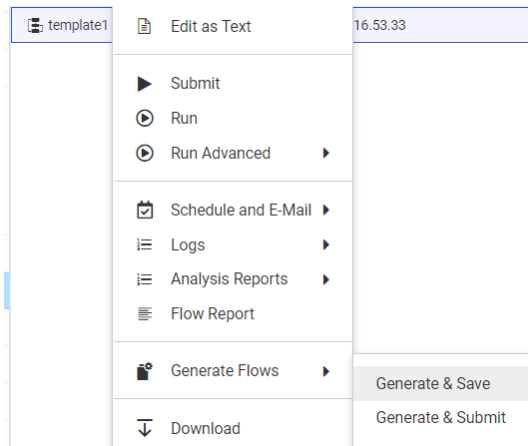 template1
16.53.33
Edit as Text
Submit
Run
Run Advanced
Schedule and E-Mail
Logs
Analysis Reports
Flow Report
Generate Flows
Generate & Save
Generate & Submit
Download